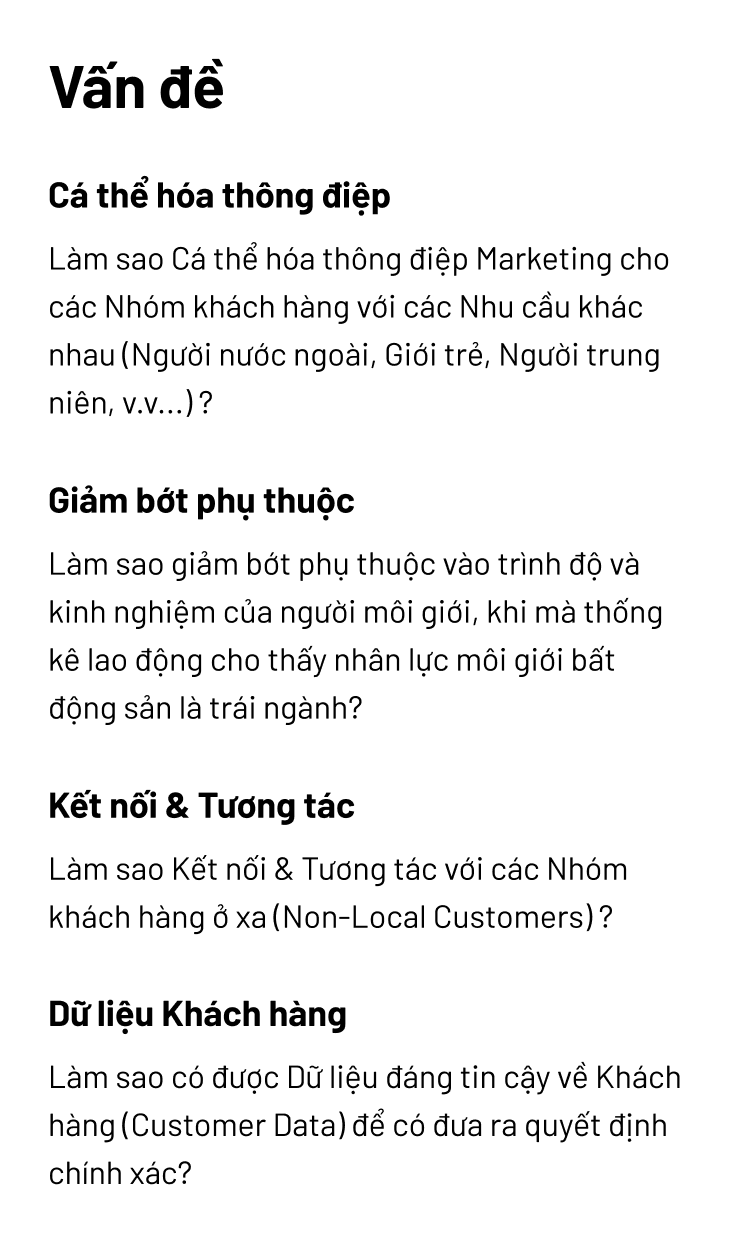 Vấn đề
Cá thể hóa thông điệp
Làm sao Cá thể hóa thông điệp Marketing cho
các Nhóm khách hàng với các Nhu cầu khác
nhau (Người nước ngoài, Giới trẻ, Người trung
niên, v.v...) ?
Giảm bớt phụ thuộc
Làm sao giảm bớt phụ thuộc vào trình độ và
kinh nghiệm của người môi giới, khi mà thống
kê lao động cho thấy nhân lực môi giới bất
động sản là trái ngành?
Kết nối & Tương tác
Làm sao Kết nối & Tương tác với các Nhóm
khách hàng ở xa (Non-Local Customers) ?
Dữ liệu Khách hàng
Làm sao có được Dữ liệu đáng tin cậy về Khách
hàng (Customer Data) để có đưa ra quyết định
chính xác?